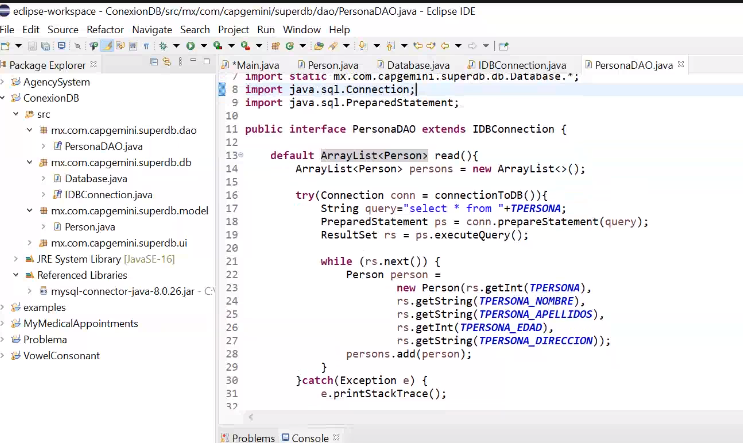 eclipse-workspace - ConexionDB/src/mx/com/capgemini/superdb/dao/PersonaDAO.java - Eclipse IDE
File Edit Source Refactor Navigate Search Project Run Window Help
Package Explorer
AgencySystem
ConexionDB
src
mx.com.capgemini.superdb.dao
PersonaDAO.java
mx.com.capgemini.superdb.db
Database.java
IDBConnection.java
mx.com.capgemini.superdb.model
Person.java
mx.com.capgemini.superdb.ui
JRE System Library [JavaSE-16]
Referenced Libraries
mysql-connector-java-8.0.26.jar - C:\
examples
MyMedicalAppointments
Problema
VowelConsonant
*Main.java Person.java Database.java IDBConnection.java PersonaDAO.java
7 import static mx.com.capgemini.superdb.db.Database.*;
8 import java.sql.Connection;
9 import java.sql.PreparedStatement;
10
11 public interface PersonaDAO extends IDBConnection {
12
13 default ArrayList<Person> read(){
14 ArrayList<Person> persons = new ArrayList<>();
15
16 try(Connection conn = connectionToDB()){
17 String query="select * from "+TPERSONA;
18 PreparedStatement ps = conn.prepareStatement(query);
19 ResultSet rs = ps.executeQuery();
20
21 while (rs.next()) {
22 Person person =
23 new Person(rs.getInt(TPERSONA),
24 rs.getString(TPERSONA_NOMBRE),
25 rs.getString(TPERSONA_APELLIDOS),
26 rs.getInt(TPERSONA_EDAD),
27 rs.getString(TPERSONA_DIRECCION));
28 persons.add(person);
29 }
30 }catch(Exception e) {
31 e.printStackTrace();
32
Problems Console